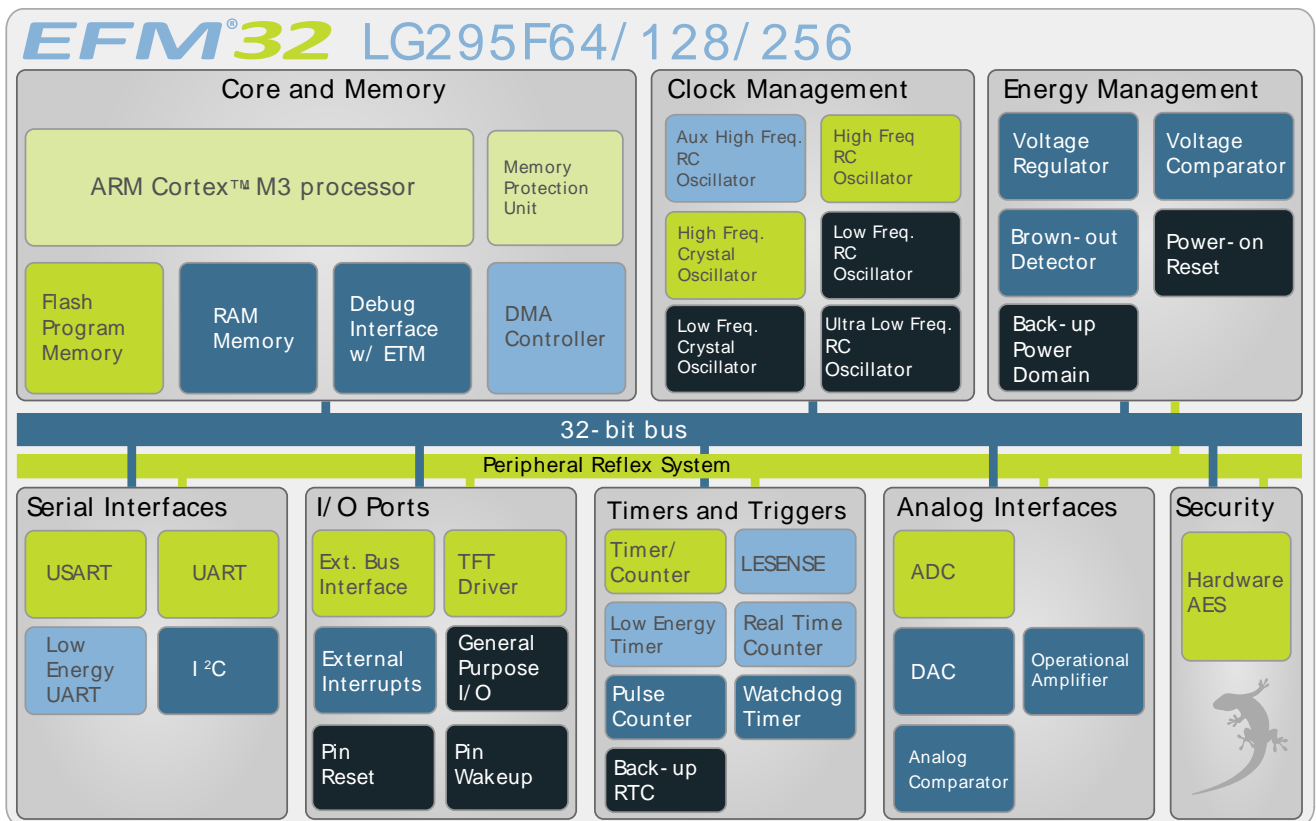 EFM®32 LG295F64/128/256
Core and Memory
ARM Cortex™ M3 processor
Memory
Protection
Unit
Flash
Program
Memory
RAM
Memory
Debug
Interface
w/ ETM
DMA
Controller
Clock Management
Aux High Freq.
RC
Oscillator
High Freq
RC
Oscillator
High Freq.
Crystal
Oscillator
Low Freq.
RC
Oscillator
Low Freq.
Crystal
Oscillator
Ultra Low Freq.
RC
Oscillator
Energy Management
Voltage
Regulator
Voltage
Comparator
Brown-out
Detector
Power-on
Reset
Back-up
Power
Domain
32-bit bus
Peripheral Reflex System
Serial Interfaces
USART
UART
Low
Energy
UART
I²C
I/O Ports
Ext. Bus
Interface
TFT
Driver
External
Interrupts
General
Purpose
I/O
Pin
Reset
Pin
Wakeup
Timers and Triggers
Timer/
Counter
LESENSE
Low Energy
Timer
Real Time
Counter
Pulse
Counter
Watchdog
Timer
Back-up
RTC
Analog Interfaces
ADC
DAC
Operational
Amplifier
Analog
Comparator
Security
Hardware
AES